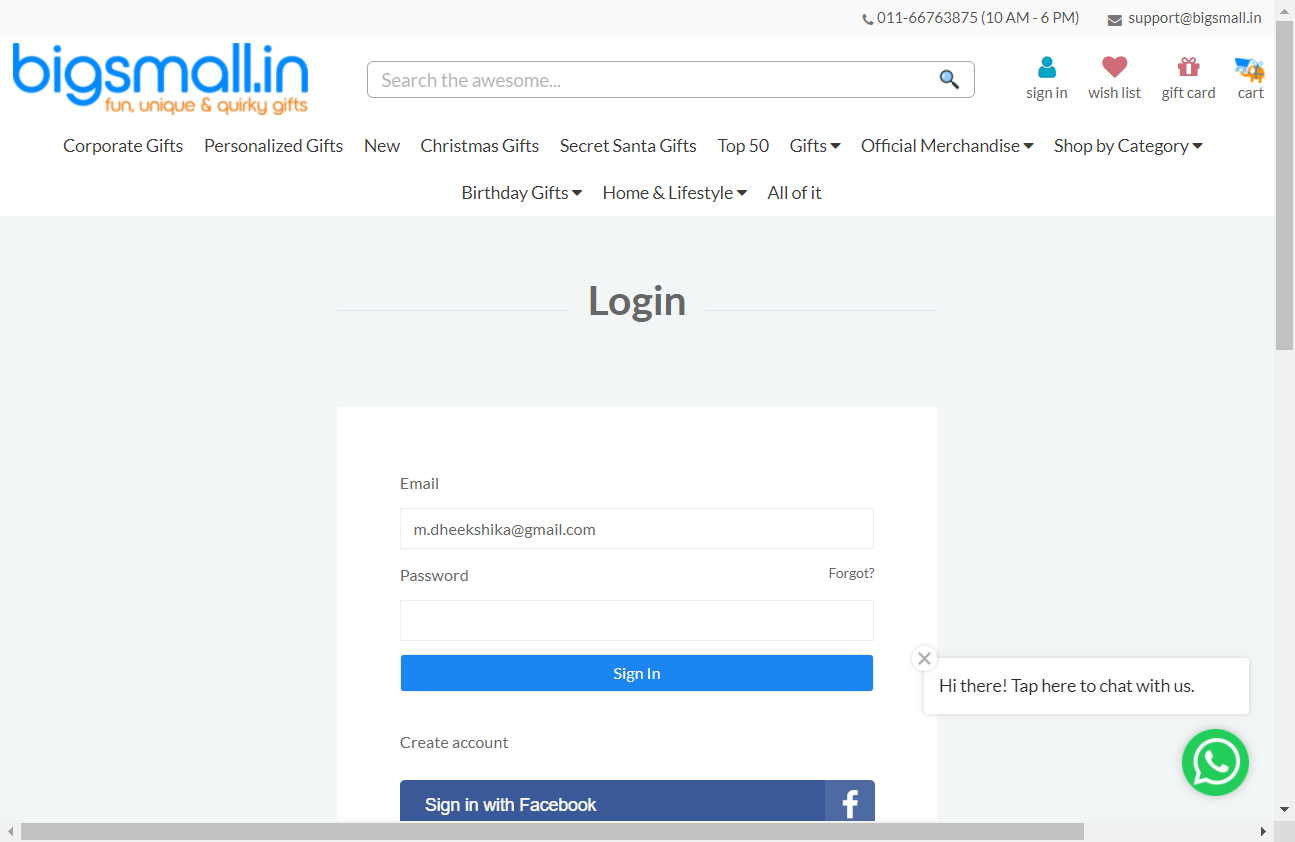 011-66763875 (10 AM - 6 PM) support@bigsmall.in
bigsmall.in
fun, unique & quirky gifts
Search the awesome...
sign in wish list gift card cart
Corporate Gifts Personalized Gifts New Christmas Gifts Secret Santa Gifts Top 50 Gifts Official Merchandise Shop by Category
Birthday Gifts Home & Lifestyle All of it
Login
Email
m.dheekshika@gmail.com
Password Forgot?
Sign In
Hi there! Tap here to chat with us.
Create account
Sign in with Facebook